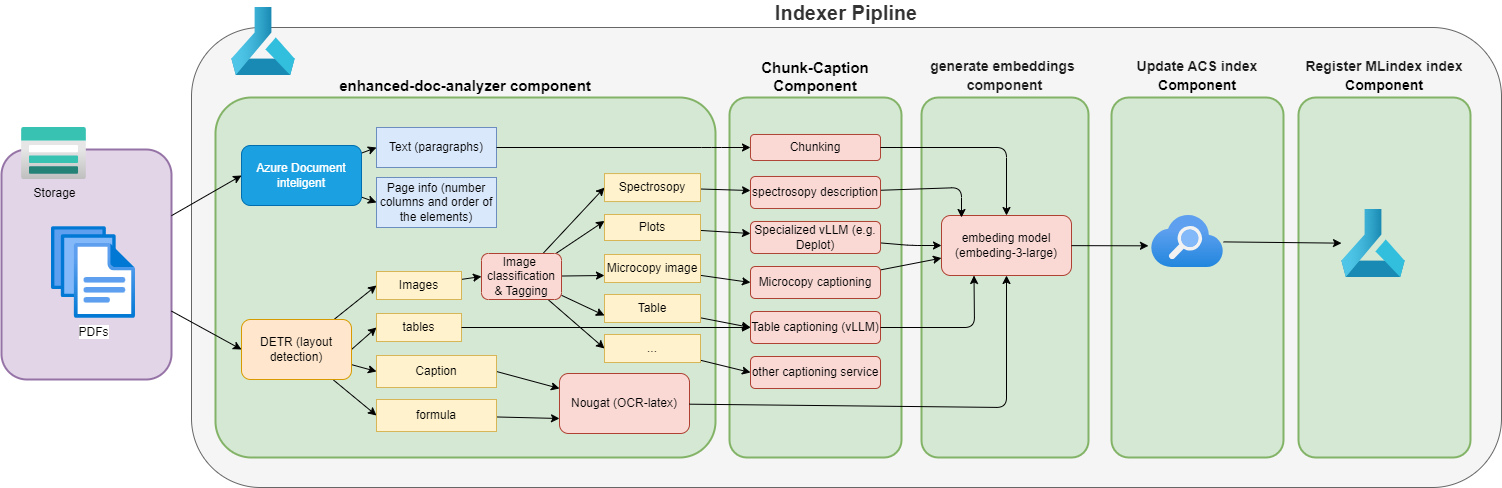 Indexer Pipline
enhanced-doc-analyzer component
Chunk-Caption
Component
generate embeddings
component
Update ACS index
Component
Register MLindex index
Component
Storage
PDFs
Azure Document
inteligent
Text (paragraphs)
Page info (number
columns and order of
the elements)
DETR (layout
detection)
Images
tables
Caption
formula
Image
classification
& Tagging
Spectrosopy
Plots
Microcopy image
Table
...
Nougat (OCR-latex)
Chunking
spectrosopy description
Specialized vLLM (e.g.
Deplot)
Microcopy captioning
Table captioning (vLLM)
other captioning service
embeding model
(embeding-3-large)